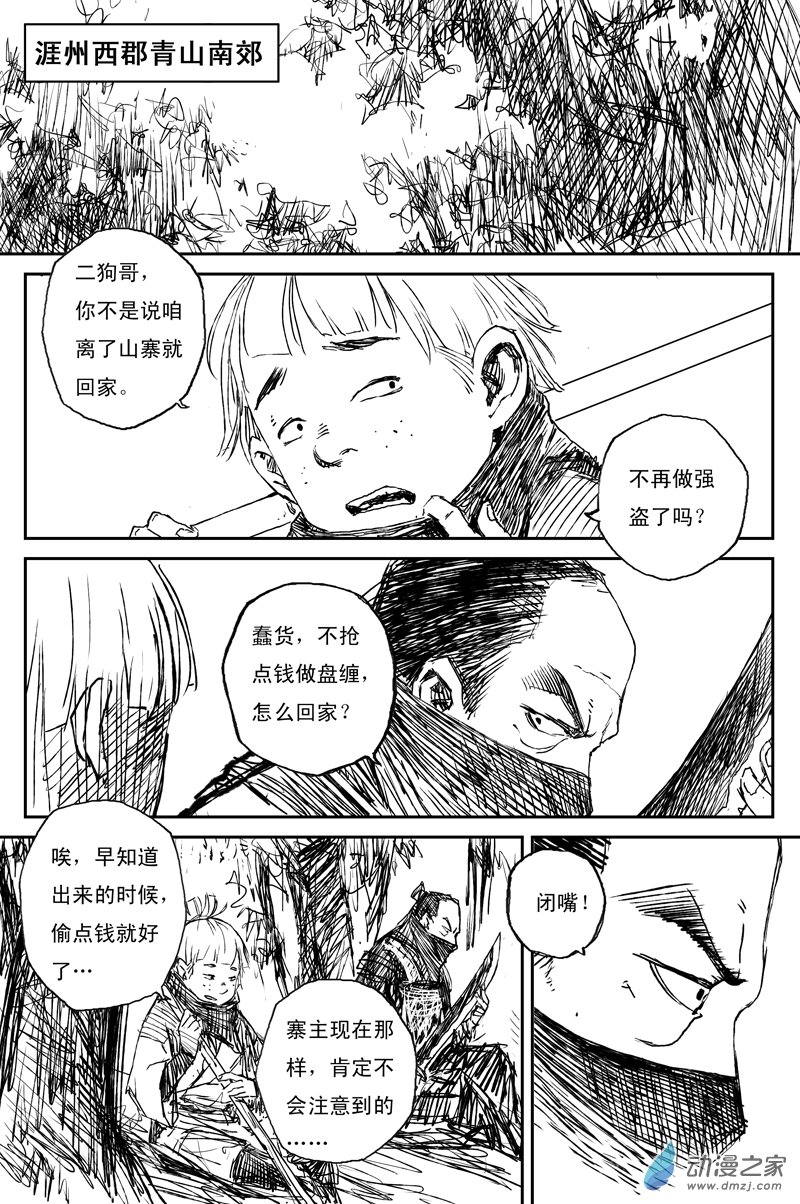 涯州西郡青山南郊
二狗哥，
你不是说咱
离了山寨就
回家。
不再做强
盗了吗？
蠢货，不抢
点钱做盘缠，
怎么回家？
唉，早知道
出来的时候，
偷点钱就好
了…
寨主现在那
样，肯定不
会注意到的
……
闭嘴！
动漫之家
www.dmzj.com